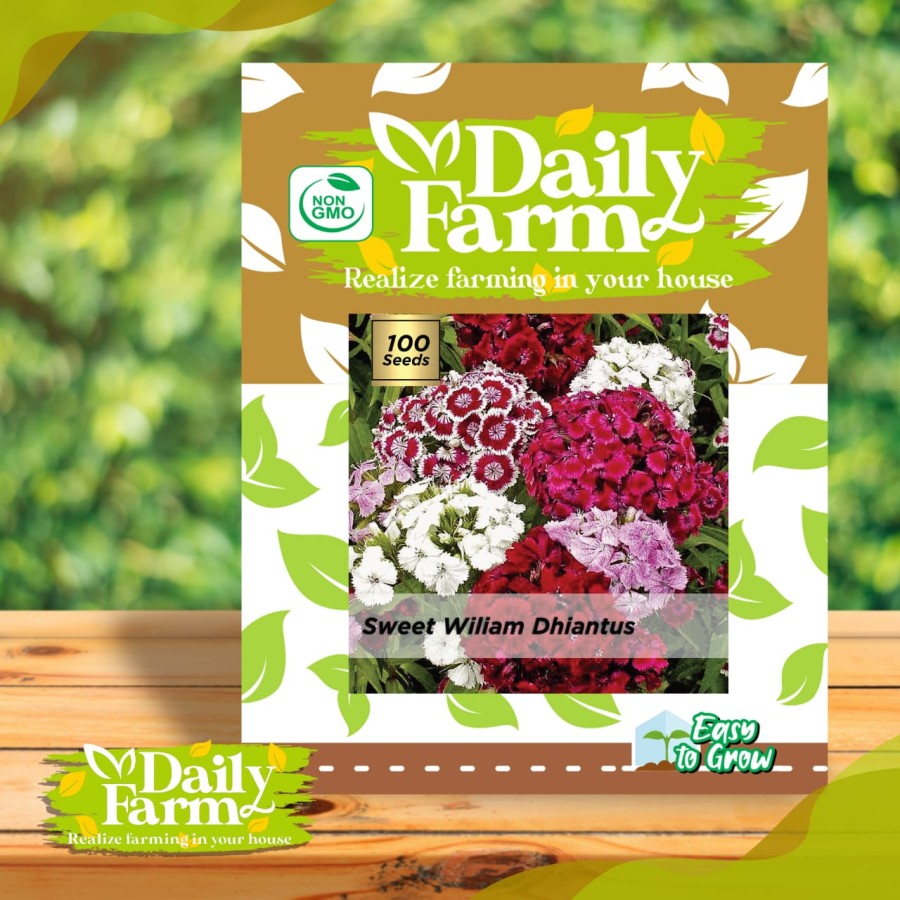 Daily
Farm
Realize farming in your house
NON
GMO
100
Seeds
Sweet Wiliam Dhiantus
Easy
to Grow
Daily
Farm
Realize farming in your house